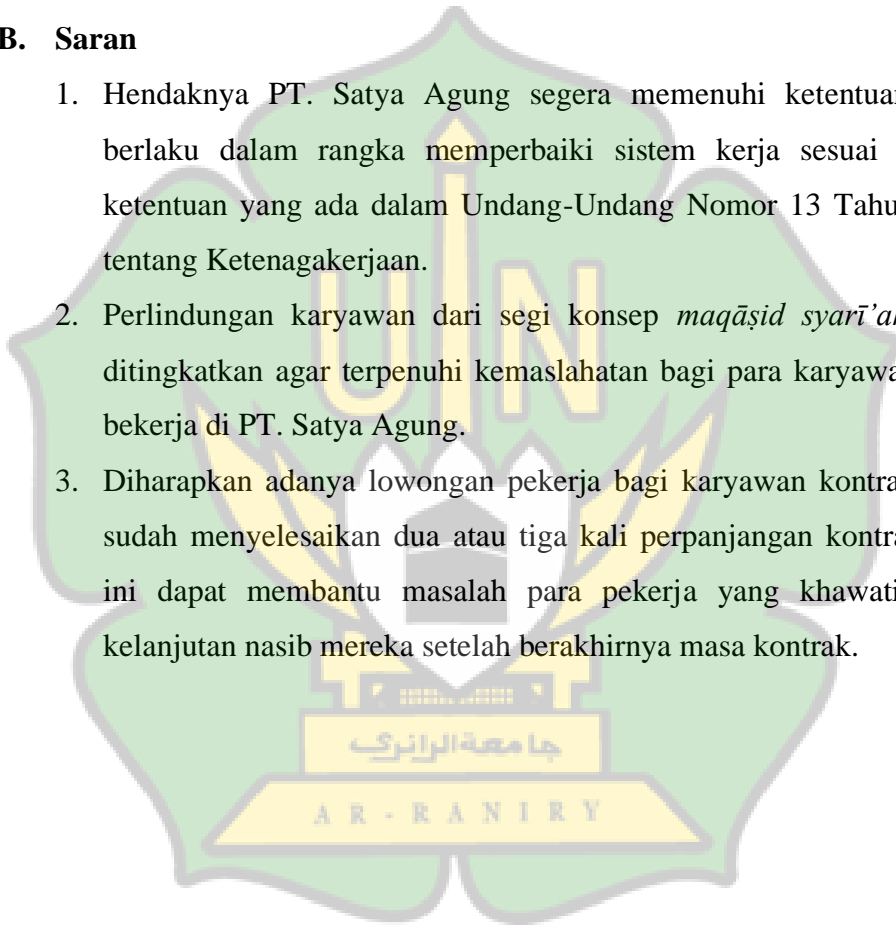 B. Saran
1. Hendaknya PT. Satya Agung segera memenuhi ketentuan
berlaku dalam rangka memperbaiki sistem kerja sesuai
ketentuan yang ada dalam Undang-Undang Nomor 13 Tahu
tentang Ketenagakerjaan.
2. Perlindungan karyawan dari segi konsep maqāṣid syarī’ah
ditingkatkan agar terpenuhi kemaslahatan bagi para karyawa
bekerja di PT. Satya Agung.
3. Diharapkan adanya lowongan pekerja bagi karyawan kontra
sudah menyelesaikan dua atau tiga kali perpanjangan kontra
ini dapat membantu masalah para pekerja yang khawati
kelanjutan nasib mereka setelah berakhirnya masa kontrak.
UIN
جامعة الرانري
AR-RANIRY